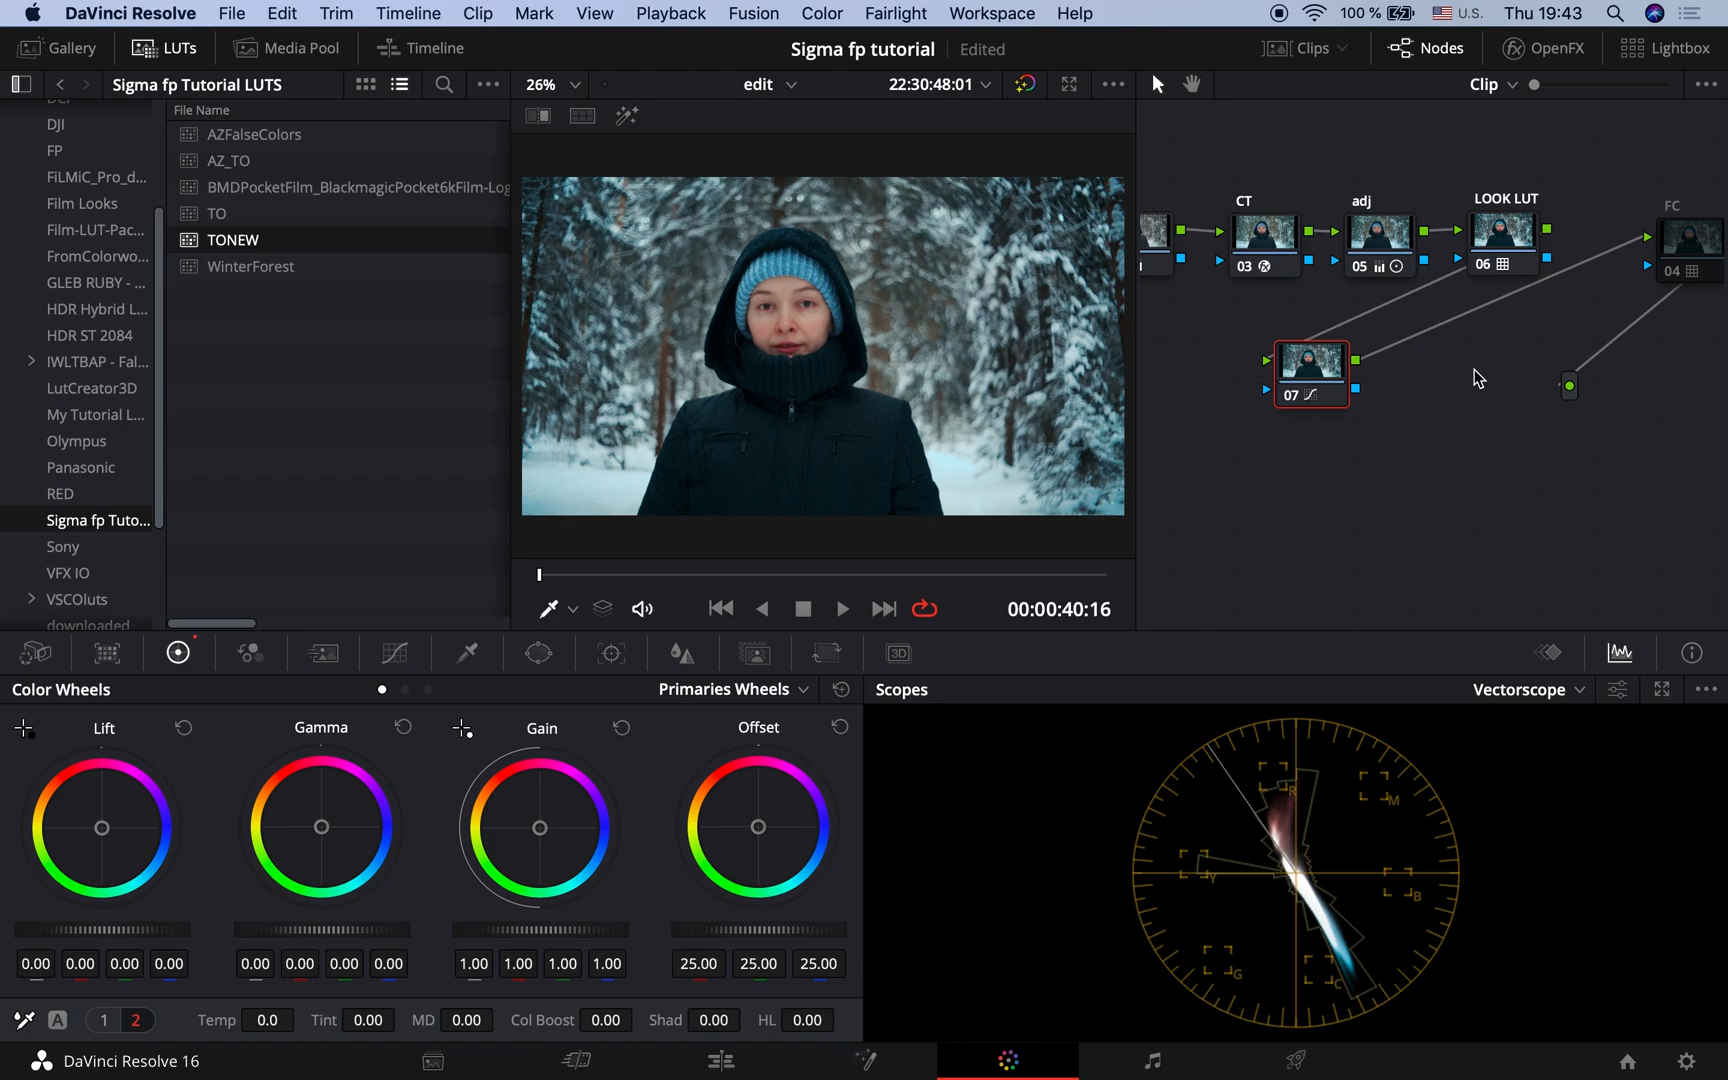 DaVinci Resolve File Edit Trim Timeline Clip Mark View Playback Fusion Color Fairlight Workspace Help 100 % U.S. Thu 19:43
Gallery LUTs Media Pool Timeline Sigma fp tutorial Edited Clips Nodes OpenFX Lightbox
Sigma fp Tutorial LUTS 26% edit 22:30:48:01 Clip
File Name
DJI
FP
FiLMiC_Pro_d...
Film Looks
Film-LUT-Pac...
FromColorwo...
GLEB RUBY - ...
HDR Hybrid L...
HDR ST 2084
IWLTBAP - Fal...
LutCreator3D
My Tutorial L...
Olympus
Panasonic
RED
Sigma fp Tuto...
Sony
VFX IO
VSCOluts
downloaded
AZFalseColors
AZ_TO
BMDPocketFilm_BlackmagicPocket6kFilm-Log
TO
TONEW
WinterForest
CT adj LOOK LUT FC
03 05 06 04
07
00:00:40:16
3D
Color Wheels Primaries Wheels Scopes Vectorscope
Lift Gamma Gain Offset
R M
Y B
G C
0.00 0.00 0.00 0.00 0.00 0.00 0.00 0.00 1.00 1.00 1.00 1.00 25.00 25.00 25.00
A 1 2 Temp 0.0 Tint 0.00 MD 0.00 Col Boost 0.00 Shad 0.00 HL 0.00
DaVinci Resolve 16